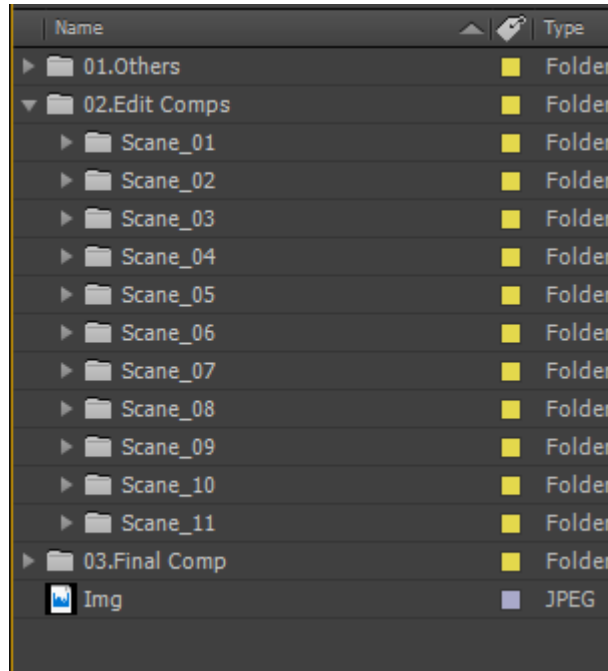 Name Type
01.Others Folder
02.Edit Comps Folder
Scane_01 Folder
Scane_02 Folder
Scane_03 Folder
Scane_04 Folder
Scane_05 Folder
Scane_06 Folder
Scane_07 Folder
Scane_08 Folder
Scane_09 Folder
Scane_10 Folder
Scane_11 Folder
03.Final Comp Folder
Img JPEG